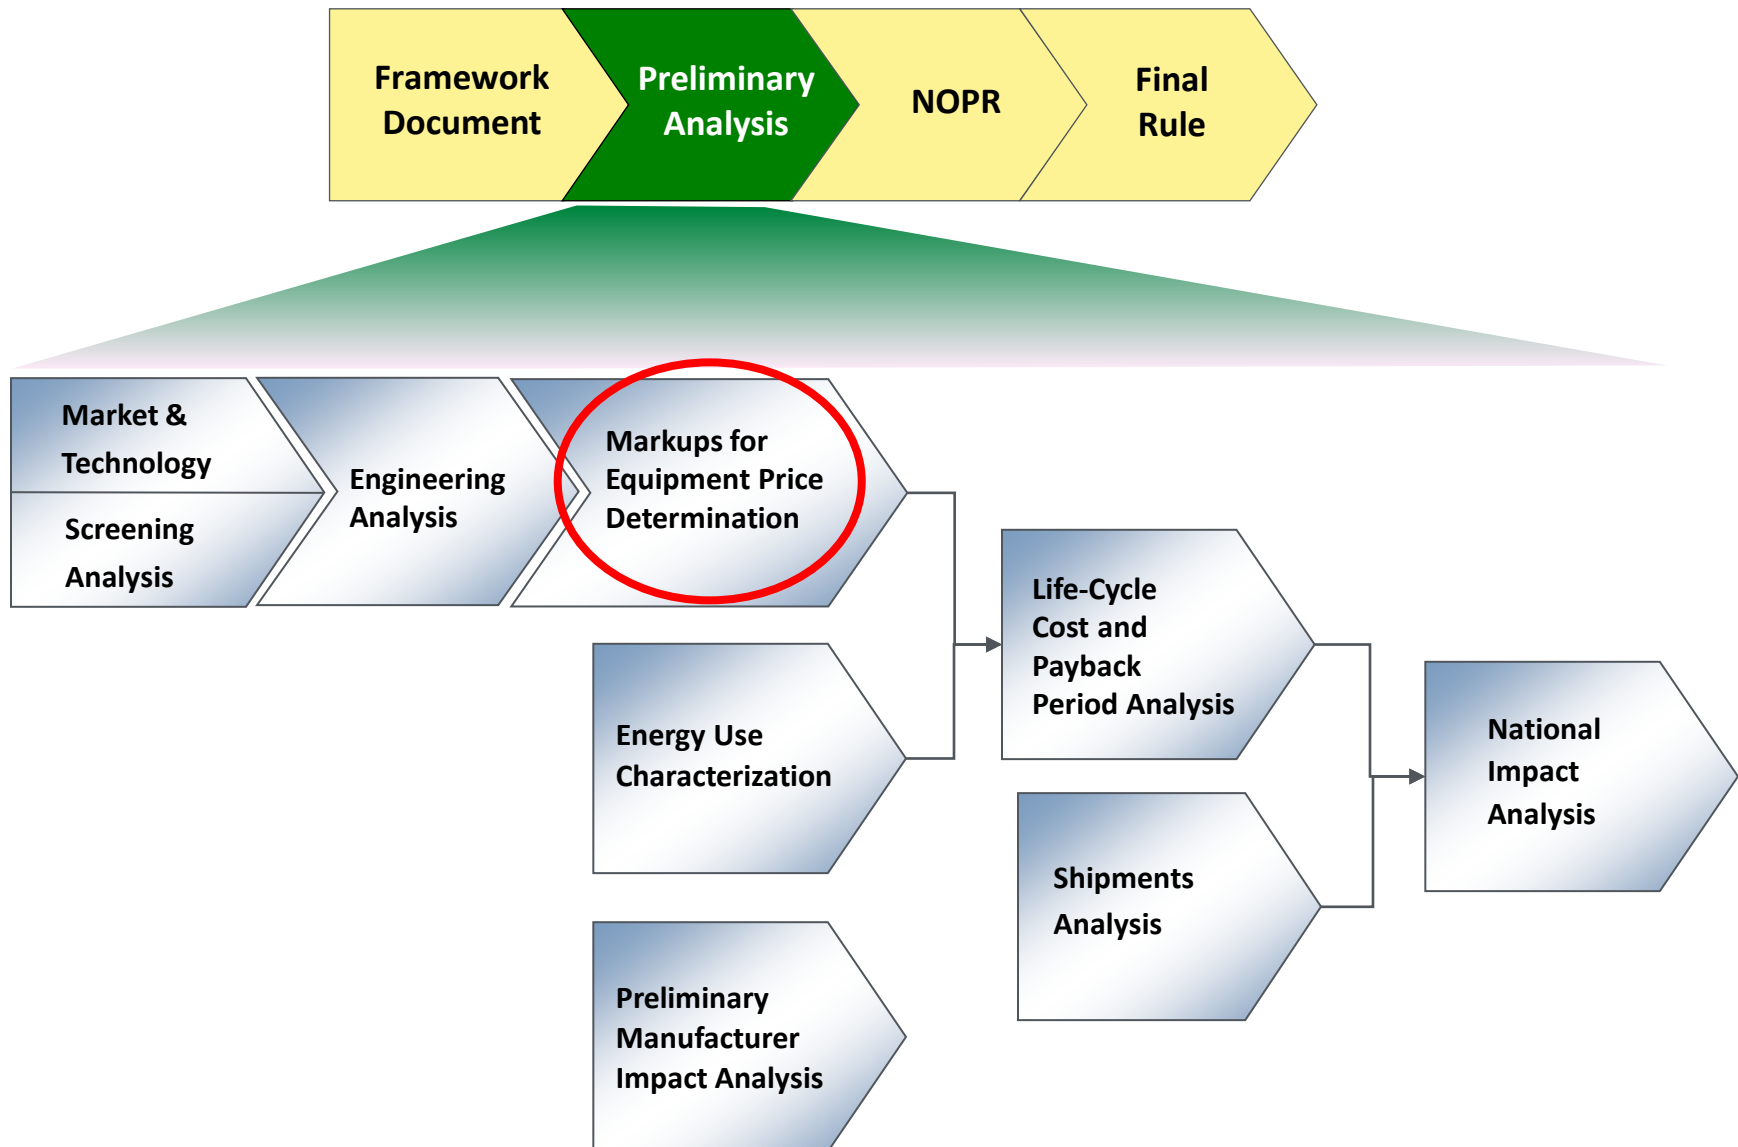 Framework
Document
Preliminary
Analysis
NOPR
Final
Rule
Market &
Technology
Screening
Analysis
Engineering
Analysis
Markups for
Equipment Price
Determination
Energy Use
Characterization
Preliminary
Manufacturer
Impact Analysis
Life-Cycle
Cost and
Payback
Period Analysis
Shipments
Analysis
National
Impact
Analysis